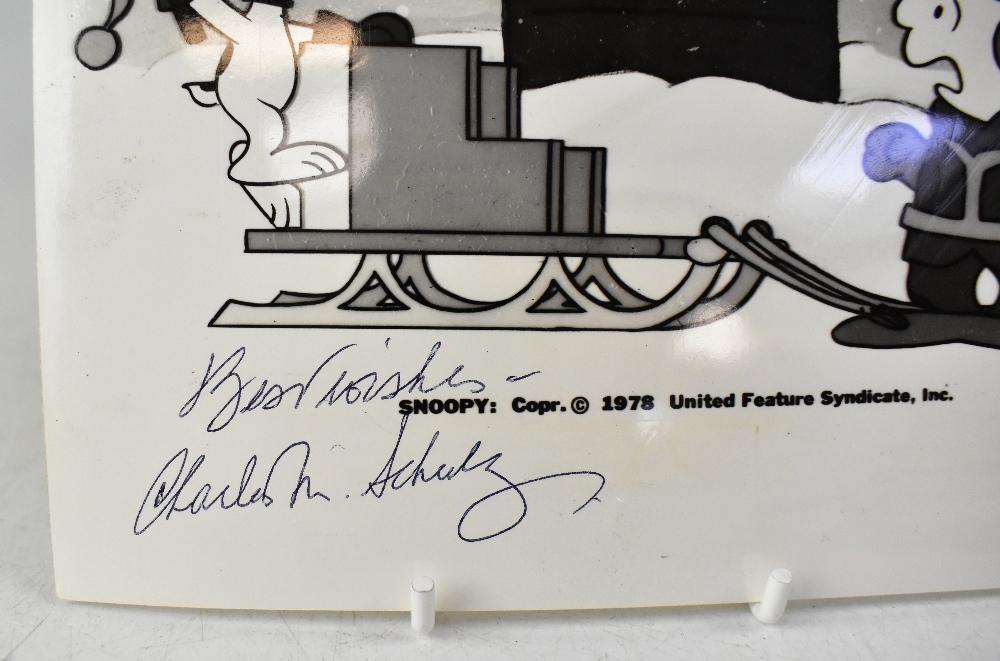 Best wishes –
SNOOPY: Copr. © 1978 United Feature Syndicate, Inc.
Charles M. Schulz